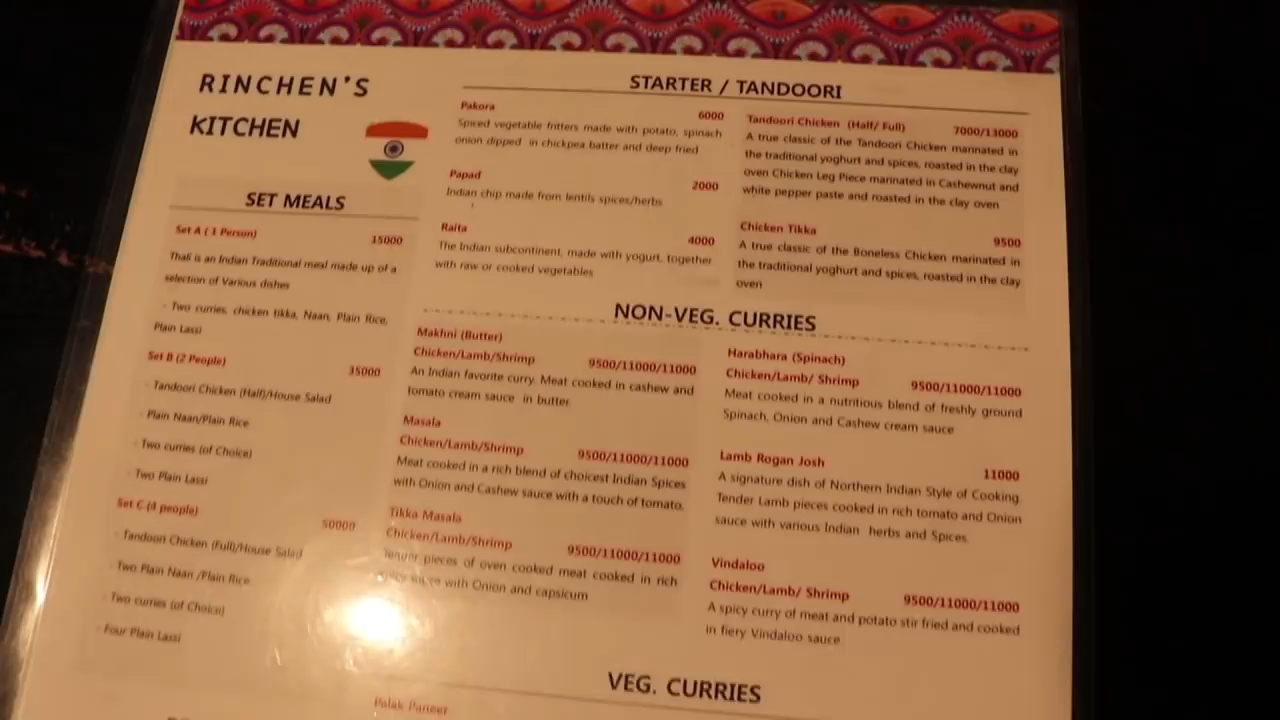 RINCHEN'S
KITCHEN
SET MEALS
Set A ( 1 Person) 15000
Thali is an Indian Traditional meal made up of a
selection of Various dishes
- Two curries, chicken tikka, Naan, Plain Rice,
Plain Lassi
Set B (2 People) 35000
- Tandoori Chicken (Half)/House Salad
- Plain Naan/Plain Rice
- Two curries (of Choice)
- Two Plain Lassi
Set C (4 people) 50000
- Tandoori Chicken (Full)/House Salad
- Two Plain Naan /Plain Rice
- Two curries (of Choice)
- Four Plain Lassi
STARTER / TANDOORI
Pakora 6000
Spiced vegetable fritters made with potato, spinach
onion dipped in chickpea batter and deep fried
Papad 2000
Indian chip made from lentils spices/herbs
Raita 4000
The Indian subcontinent, made with yogurt, together
with raw or cooked vegetables
Tandoori Chicken (Half/ Full) 7000/13000
A true classic of the Tandoori Chicken marinated in
the traditional yoghurt and spices, roasted in the clay
oven Chicken Leg Piece marinated in Cashewnut and
white pepper paste and roasted in the clay oven
Chicken Tikka 9500
A true classic of the Boneless Chicken marinated in
the traditional yoghurt and spices, roasted in the clay
oven
NON-VEG. CURRIES
Makhni (Butter)
Chicken/Lamb/Shrimp 9500/11000/11000
An Indian favorite curry. Meat cooked in cashew and
tomato cream sauce in butter
Masala
Chicken/Lamb/Shrimp 9500/11000/11000
Meat cooked in a rich blend of choicest Indian Spices
with Onion and Cashew sauce with a touch of tomato.
Tikka Masala
Chicken/Lamb/Shrimp 9500/11000/11000
Tender pieces of oven cooked meat cooked in rich
with Onion and capsicum
Harabhara (Spinach)
Chicken/Lamb/ Shrimp 9500/11000/11000
Meat cooked in a nutritious blend of freshly ground
Spinach, Onion and Cashew cream sauce
Lamb Rogan Josh 11000
A signature dish of Northern Indian Style of Cooking.
Tender Lamb pieces cooked in rich tomato and Onion
sauce with various Indian herbs and Spices.
Vindaloo
Chicken/Lamb/ Shrimp 9500/11000/11000
A spicy curry of meat and potato stir fried and cooked
in fiery Vindaloo sauce
VEG. CURRIES
Palak Paneer